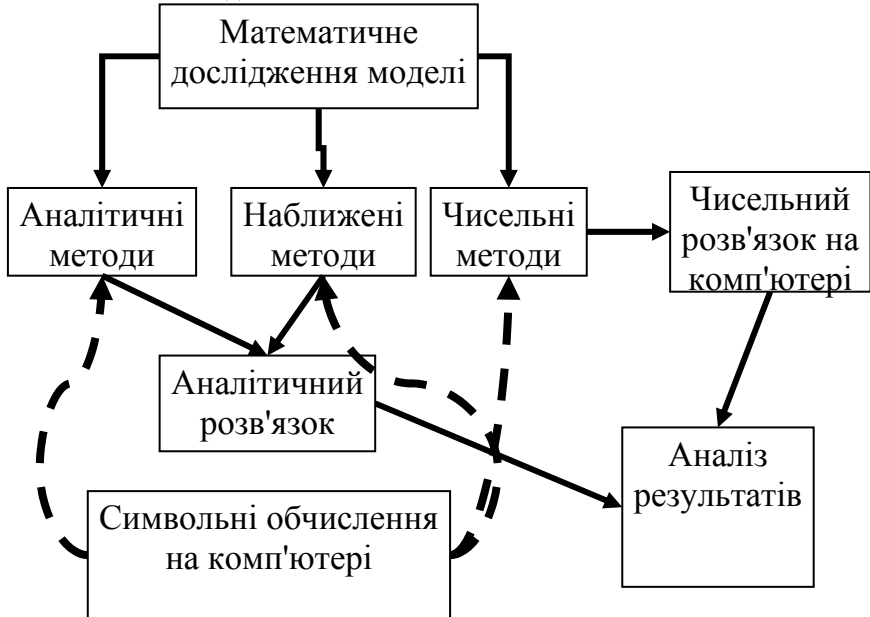 Математичне
дослідження моделі
Аналітичні
методи
Наближені
методи
Чисельні
методи
Чисельний
розв'язок на
комп'ютері
Аналітичний
розв'язок
Аналіз
результатів
Символьні обчислення
на комп'ютері